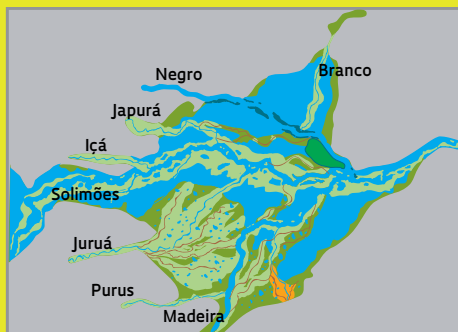 Negro
Branco
Japurá
Içá
Solimões
Juruá
Purus
Madeira